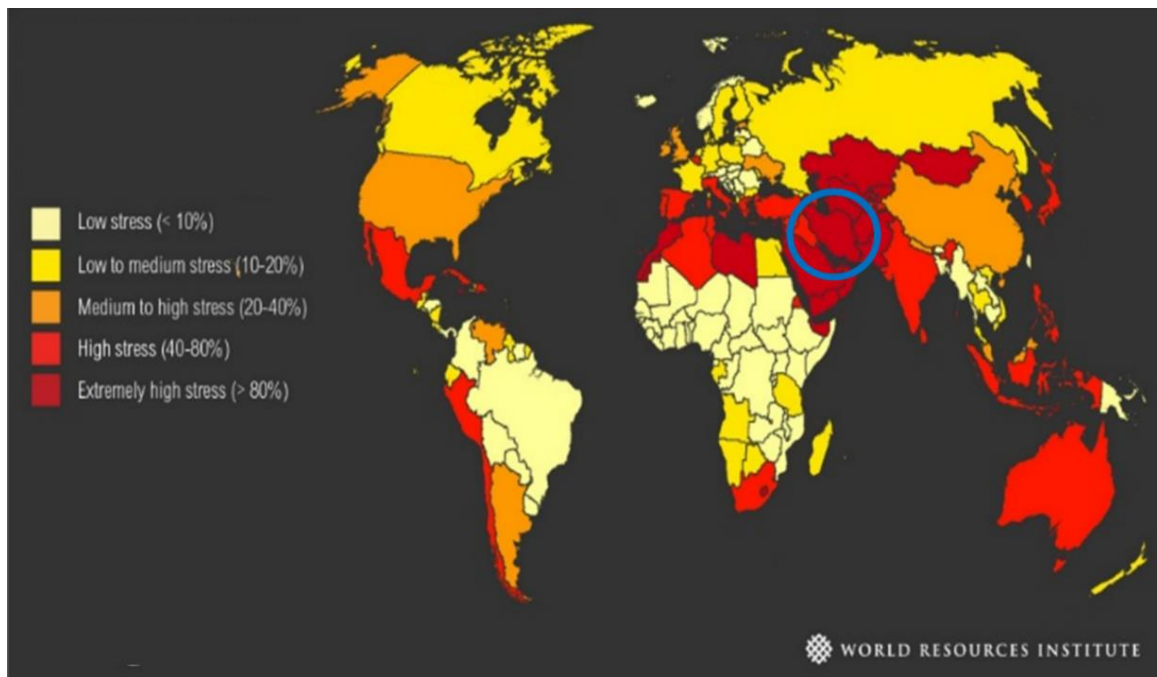 Low stress (< 10%)
Low to medium stress (10-20%)
Medium to high stress (20-40%)
High stress (40-80%)
Extremely high stress (> 80%)
WORLD RESOURCES INSTITUTE